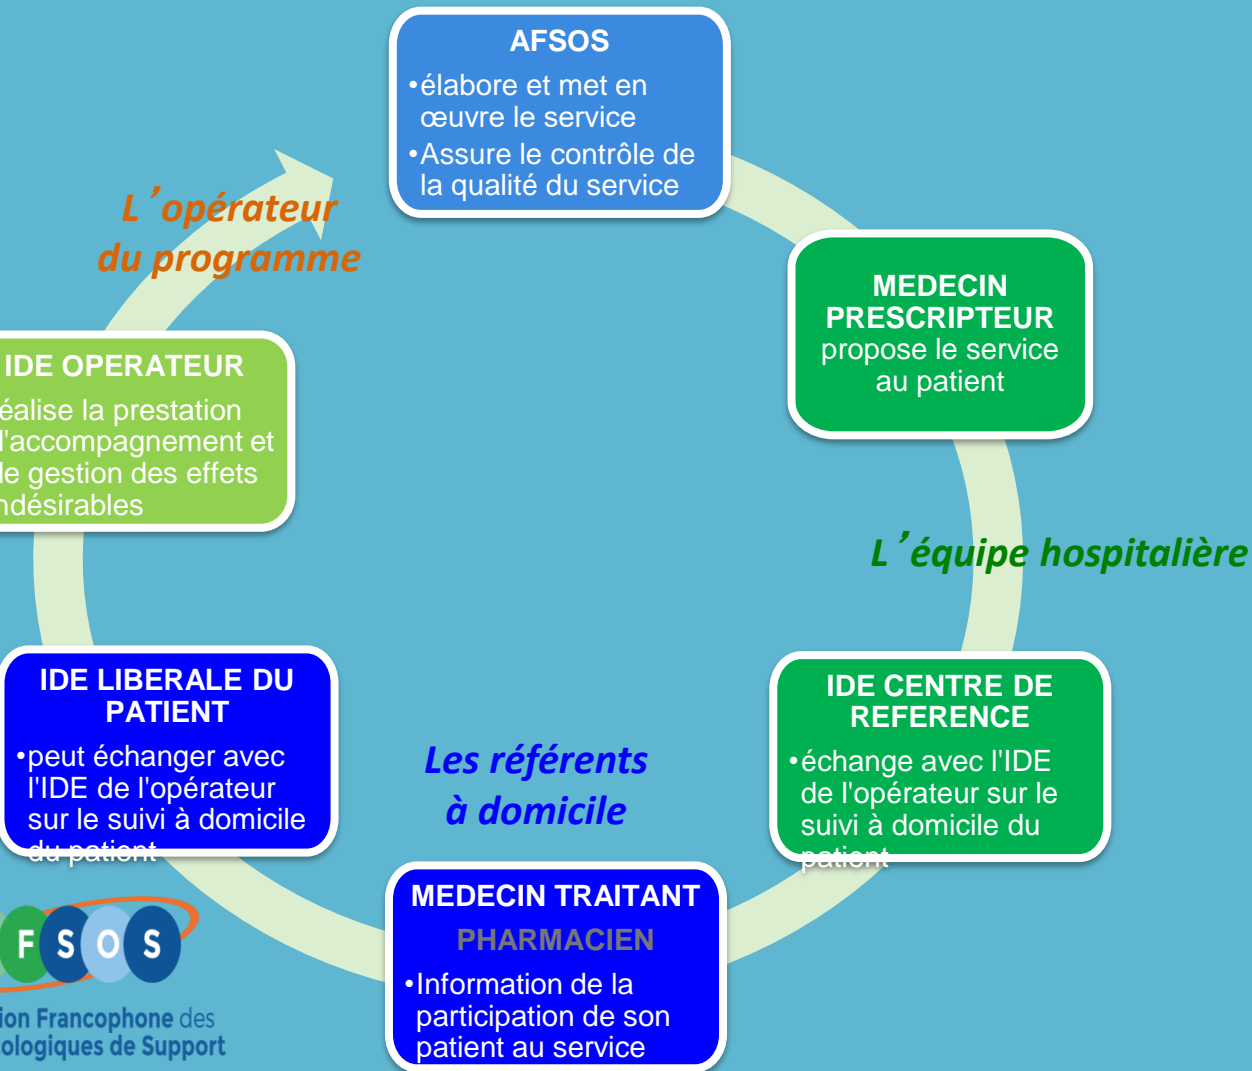 AFSOS
•élabore et met en
œuvre le service
•Assure le contrôle de
la qualité du service
L'opérateur
du programme
MEDECIN
PRESCRIPTEUR
propose le service
au patient
IDE OPERATEUR
éalise la prestation
l'accompagnement et
le gestion des effets
ndésirables
L'équipe hospitalière
IDE LIBERALE DU
PATIENT
•peut échanger avec
l'IDE de l'opérateur
sur le suivi à domicile
du patient
Les référents
à domicile
IDE CENTRE DE
REFERENCE
•échange avec l'IDE
de l'opérateur sur le
suivi à domicile du
patient
MEDECIN TRAITANT
PHARMACIEN
•Information de la
participation de son
patient au service
F S O S
ion Francophone des
cologiques de Support